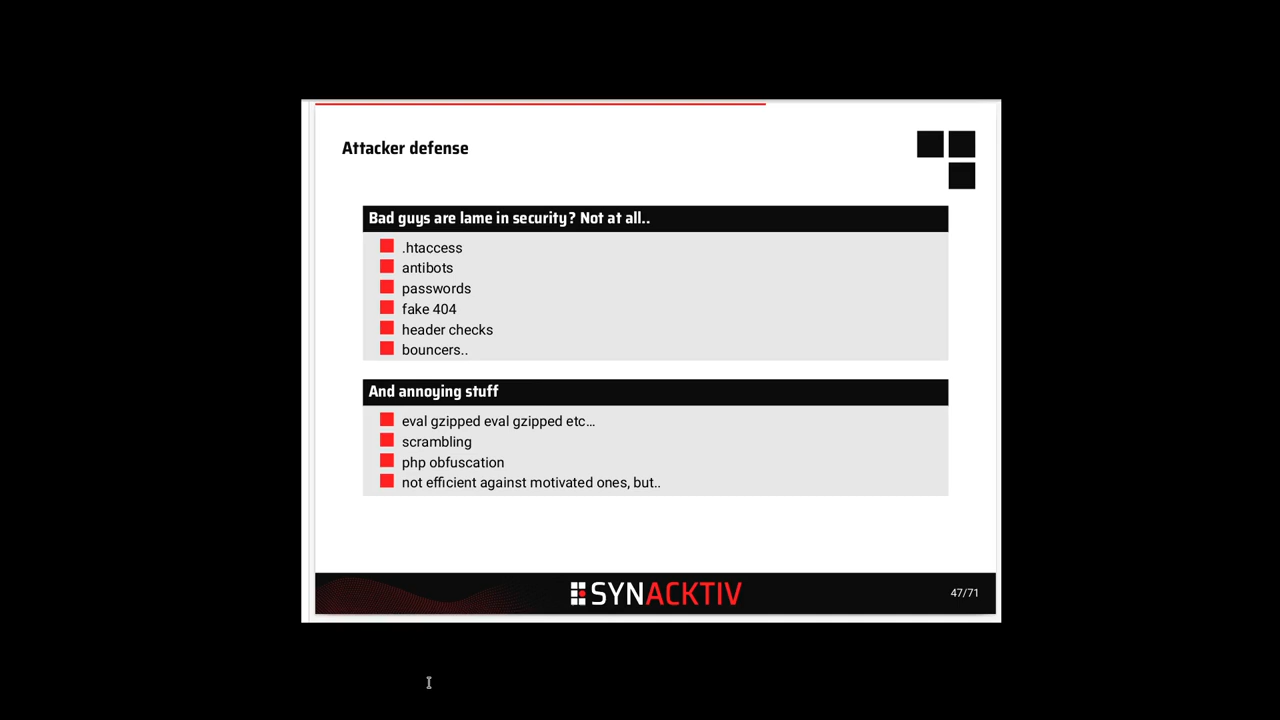 Attacker defense
Bad guys are lame in security? Not at all..
.htaccess
antibots
passwords
fake 404
header checks
bouncers..
And annoying stuff
eval gzipped eval gzipped etc…
scrambling
php obfuscation
not efficient against motivated ones, but..
SYNACKTIV
47/71